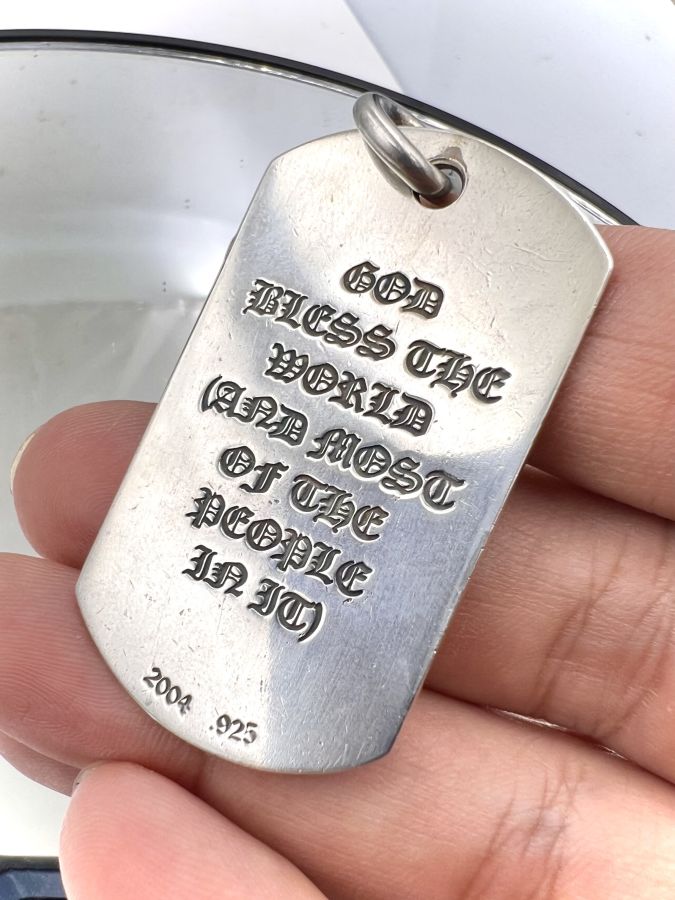 GOD
BLESS THE
WORLD
(AND MOST
OF THE
PEOPLE
IN IT)
2004 .925